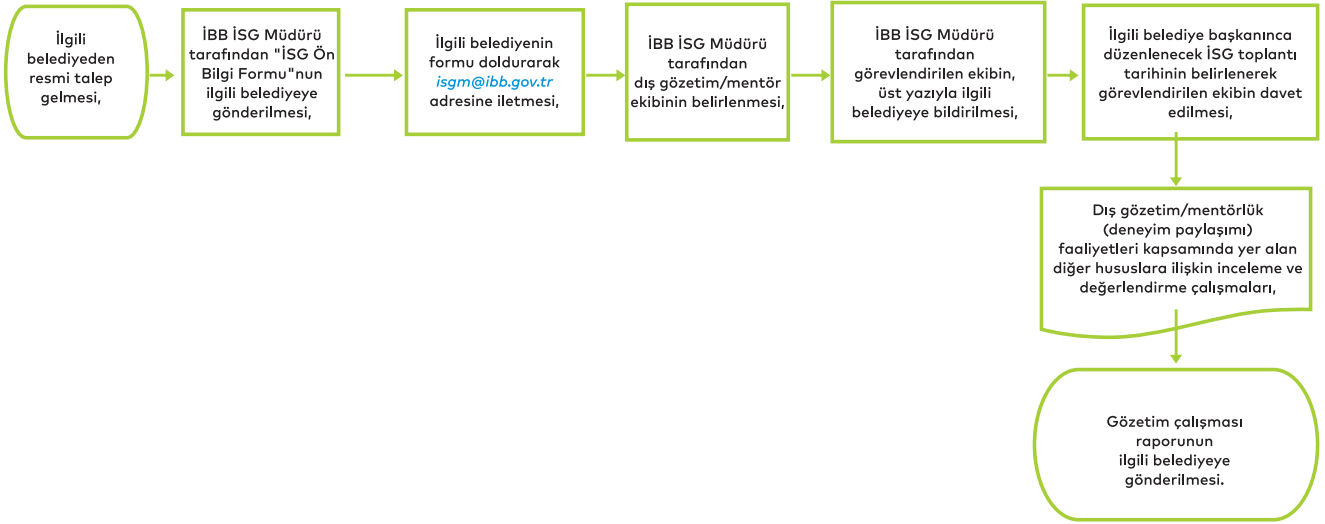 İlgili
belediyeden
resmi talep
gelmesi,
İBB İSG Müdürü
tarafından "İSG Ön
Bilgi Formu"nun
ilgili belediyeye
gönderilmesi,
İlgili belediyenin
formu doldurarak
isgm@ibb.gov.tr
adresine iletmesi,
İBB İSG Müdürü
tarafından
dış gözetim/mentör
ekibinin belirlenmesi,
İBB İSG Müdürü
tarafından
görevlendirilen ekibin,
üst yazıyla ilgili
belediyeye bildirilmesi,
İlgili belediye başkanınca
düzenlenecek İSG toplantı
tarihinin belirlenerek
görevlendirilen ekibin davet
edilmesi,
Dış gözetim/mentörlük
(deneyim paylaşımı)
faaliyetleri kapsamında yer alan
diğer hususlara ilişkin inceleme ve
değerlendirme çalışmaları,
Gözetim çalışması
raporunun
ilgili belediyeye
gönderilmesi.